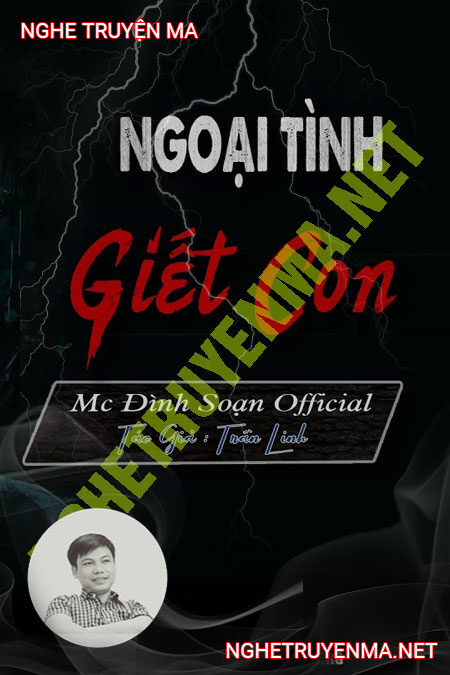 NGHE TRUYỆN MA
NGOẠI TÌNH
Giết Con
Mc Đình Soạn Official
Tác Giả : Trần Linh
NGHETRUYENMA.NET
NGHETRUYENMA.NET